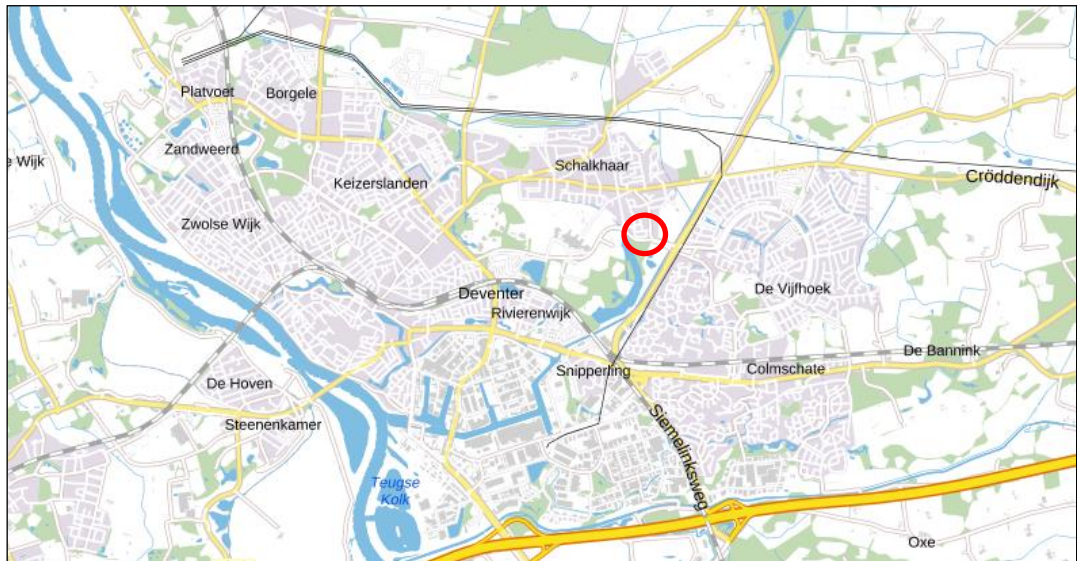 Platvoet
Borgele
Zandweerd
e Wijk
Schalkhaar
Cröddendijk
Keizerslanden
Zwolse Wijk
De Vijfhoek
Deventer
Rivierenwijk
De Bannink
Snipperling
Colmschate
De Hoven
Steenenkamer
Siemelinksweg
Teugse
Kolk
Oxe